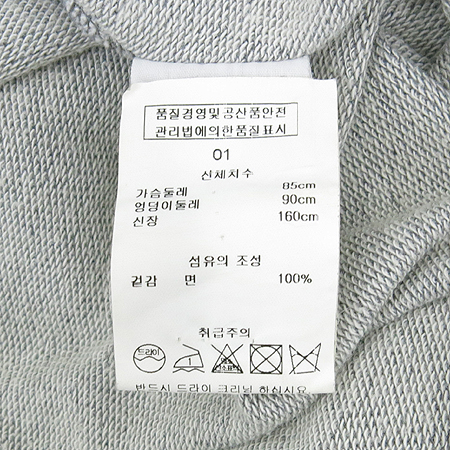 품질경영및공산품안전
관리법에의한품질표시
01
신체치수
가슴둘레 85cm
엉덩이둘레 90cm
신장 160cm
섬유의 조성
겉감 면 100%
취급주의
드라이
반드시 드라이 크리닝 하십시요